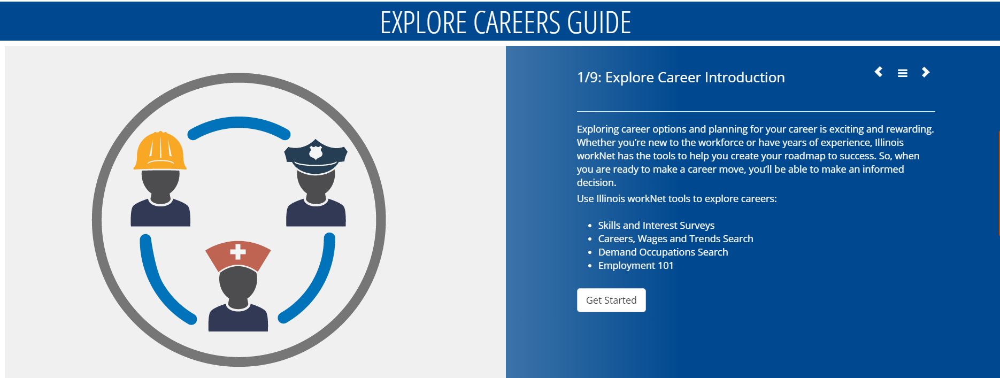 EXPLORE CAREERS GUIDE
1/9: Explore Career Introduction
Exploring career options and planning for your career is exciting and rewarding.
Whether you’re new to the workforce or have years of experience, Illinois
workNet has the tools to help you create your roadmap to success. So, when
you are ready to make a career move, you’ll be able to make an informed
decision.
Use Illinois workNet tools to explore careers:
• Skills and Interest Surveys
• Careers, Wages and Trends Search
• Demand Occupations Search
• Employment 101
Get Started